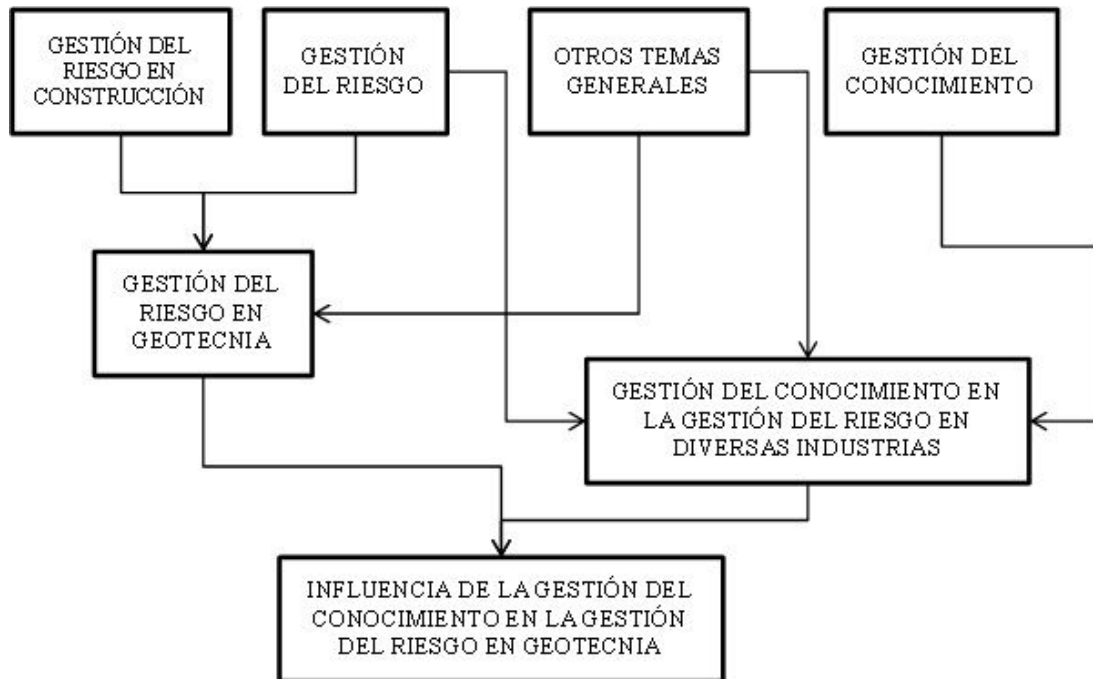 GESTIÓN DEL
RIESGO EN
CONSTRUCCIÓN
GESTIÓN
DEL RIESGO
OTROS TEMAS
GENERALES
GESTIÓN DEL
CONOCIMIENTO
GESTIÓN DEL
RIESGO EN
GEOTECNIA
GESTIÓN DEL CONOCIMIENTO EN
LA GESTIÓN DEL RIESGO EN
DIVERSAS INDUSTRIAS
INFLUENCIA DE LA GESTIÓN DEL
CONOCIMIENTO EN LA GESTIÓN
DEL RIESGO EN GEOTECNIA